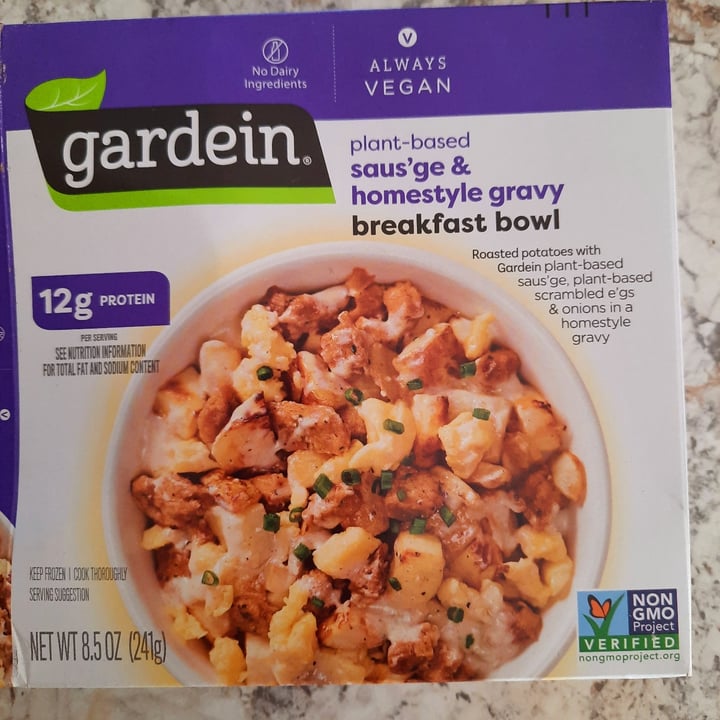 No Dairy
Ingredients
V
ALWAYS
VEGAN
gardein®
plant-based
saus'ge &
homestyle gravy
breakfast bowl
Roasted potatoes with
Gardein plant-based
saus'ge, plant-based
scrambled e'gs
& onions in a
homestyle
gravy
12g PROTEIN
PER SERVING
SEE NUTRITION INFORMATION
FOR TOTAL FAT AND SODIUM CONTENT
KEEP FROZEN | COOK THOROUGHLY
SERVING SUGGESTION
NET WT 8.5 OZ (241g)
NON
GMO
Project
VERIFIED
nongmoproject.org